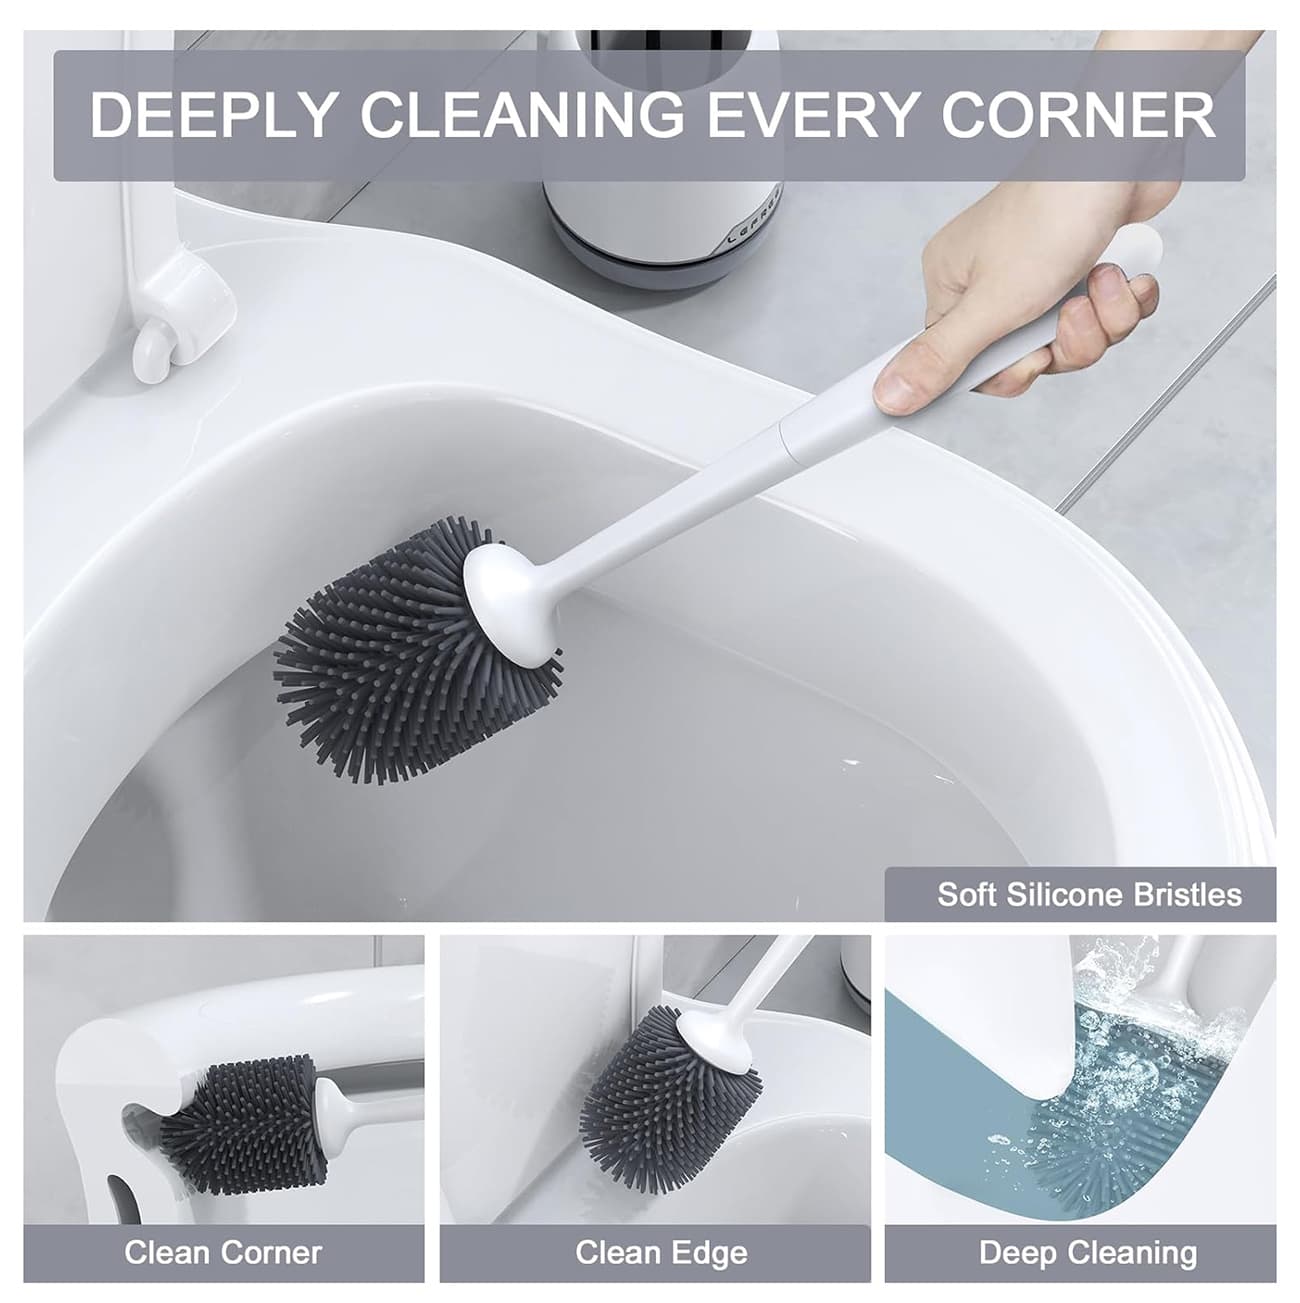 DEEPLY CLEANING EVERY CORNER
Soft Silicone Bristles
Clean Corner
Clean Edge
Deep Cleaning